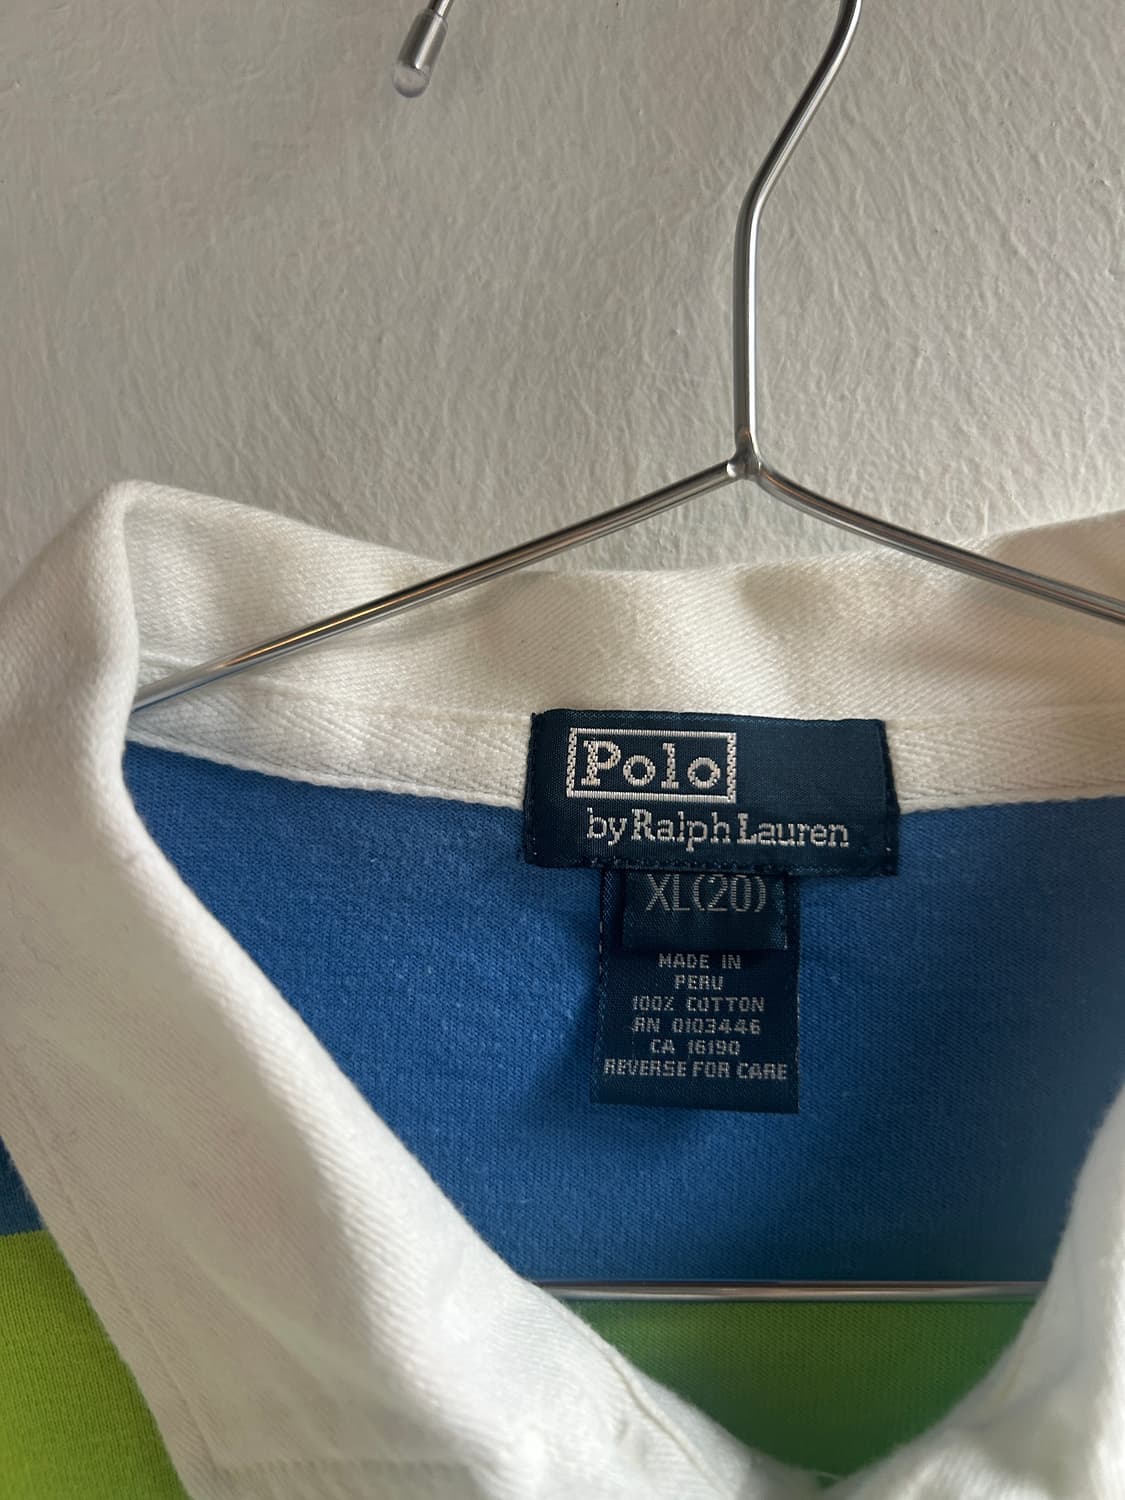 Polo
by Ralph Lauren
XL(20)
MADE IN
PERU
100% COTTON
RN 0103446
CA 16190
REVERSE FOR CARE